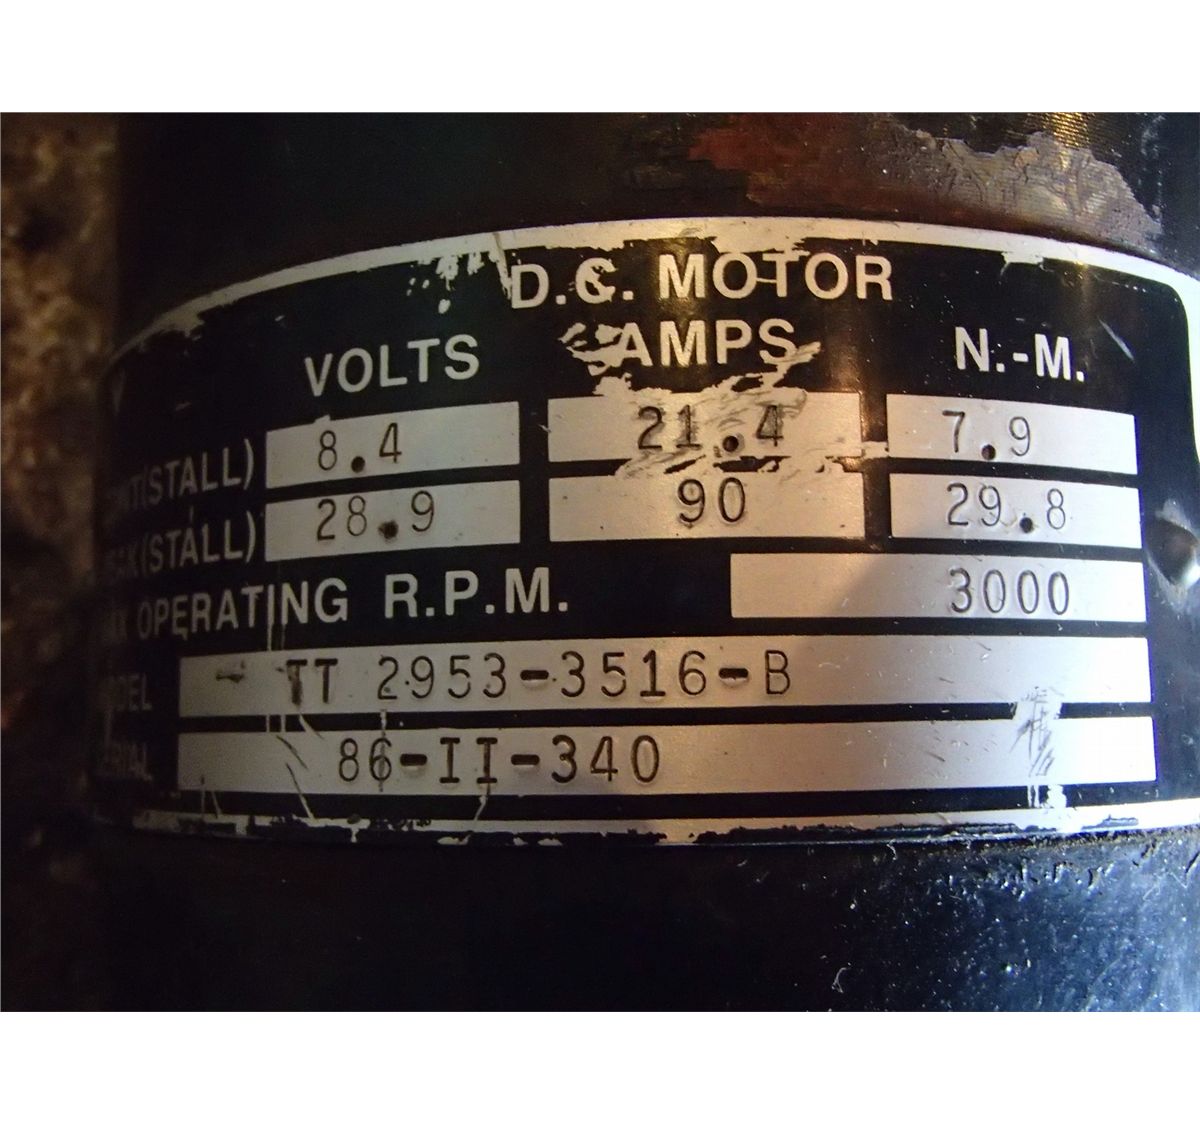 D.C. MOTOR
VOLTS AMPS N.-M.
(STALL) 8.4 21.4 7.9
(STALL) 28.9 90 29.8
OPERATING R.P.M. 3000
TT 2953-3516-B
86-II-340